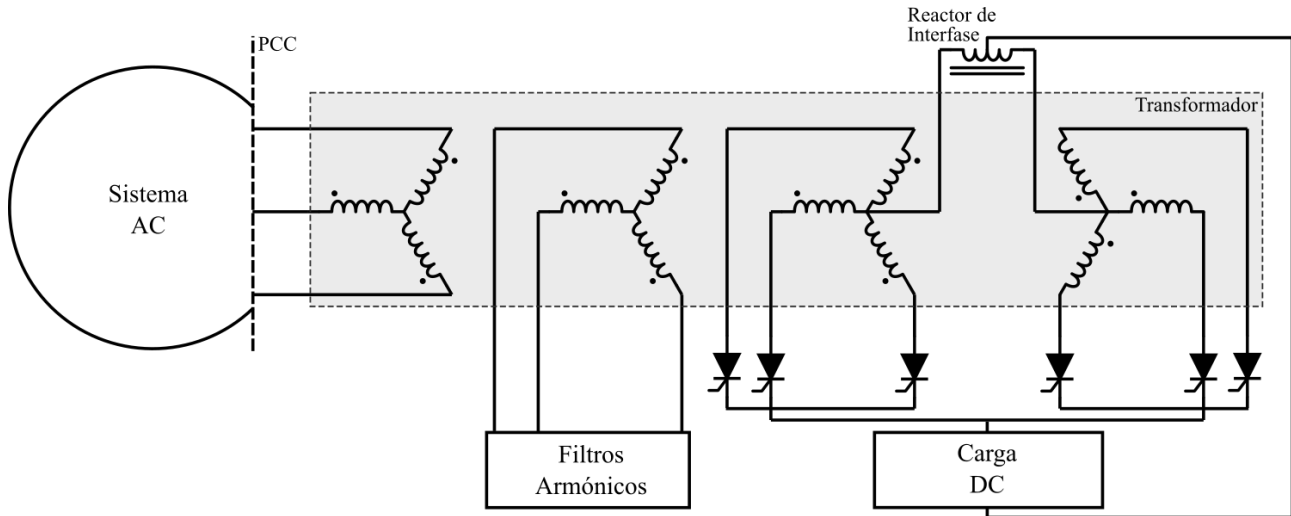 Reactor de
Interfase
PCC
Transformador
Sistema
AC
Filtros
Armónicos
Carga
DC